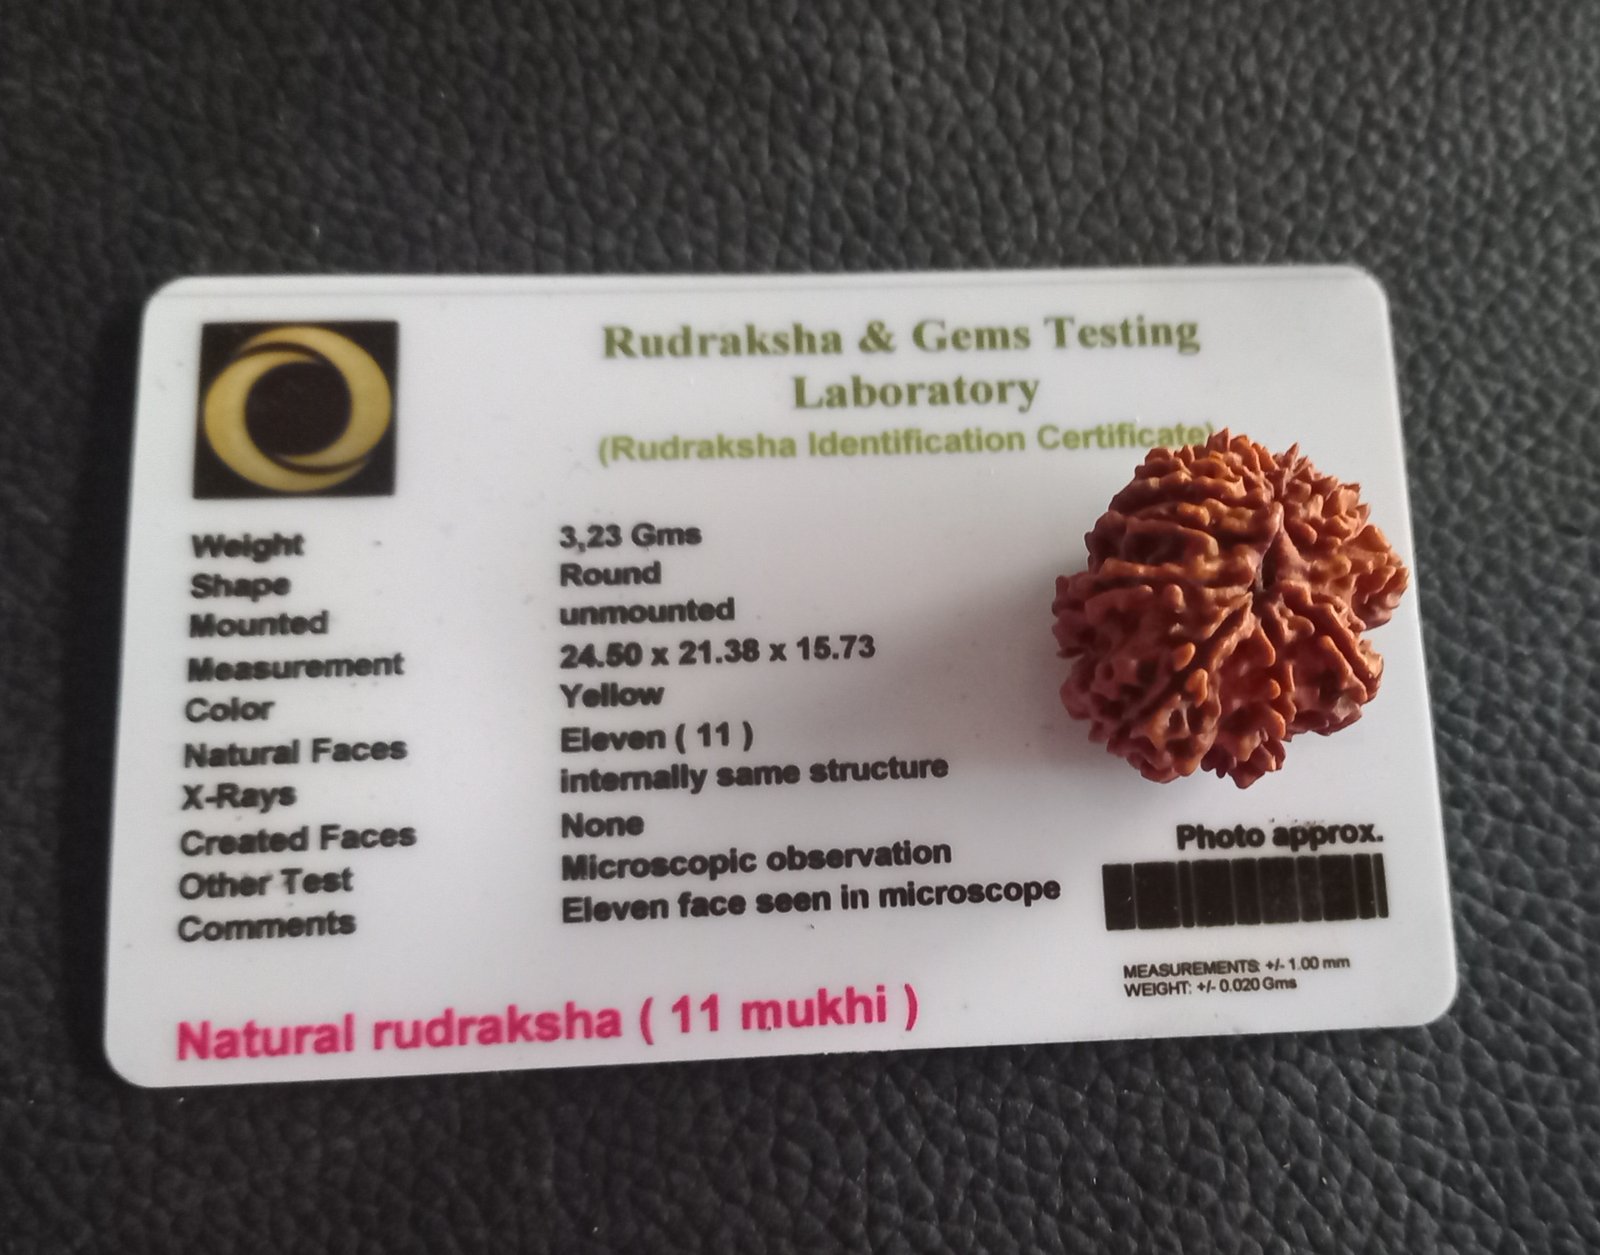 Rudraksha & Gems Testing
Laboratory
(Rudraksha Identification Certificate)
Weight 3,23 Gms
Shape Round
Mounted unmounted
Measurement 24.50 x 21.38 x 15.73
Color Yellow
Natural Faces Eleven ( 11 )
X-Rays internally same structure
Created Faces None
Other Test Microscopic observation
Comments Eleven face seen in microscope
Photo approx.
MEASUREMENTS: +/- 1.00 mm
WEIGHT: +/- 0.020 Gms
Natural rudraksha ( 11 mukhi )